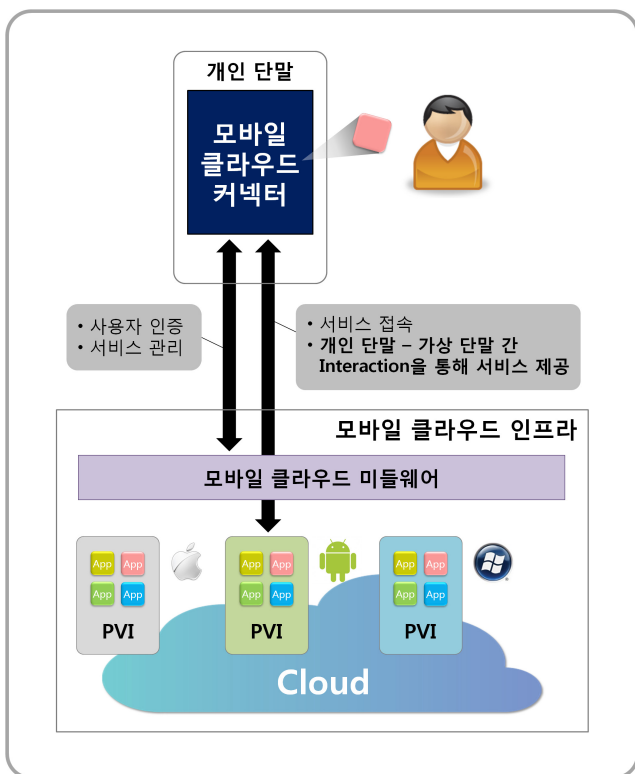 개인 단말
모바일
클라우드
커넥터
• 사용자 인증
• 서비스 관리
• 서비스 접속
• 개인 단말 – 가상 단말 간
Interaction을 통해 서비스 제공
모바일 클라우드 인프라
모바일 클라우드 미들웨어
App App
App App
PVI
App App
App App
PVI
App App
App App
PVI
Cloud